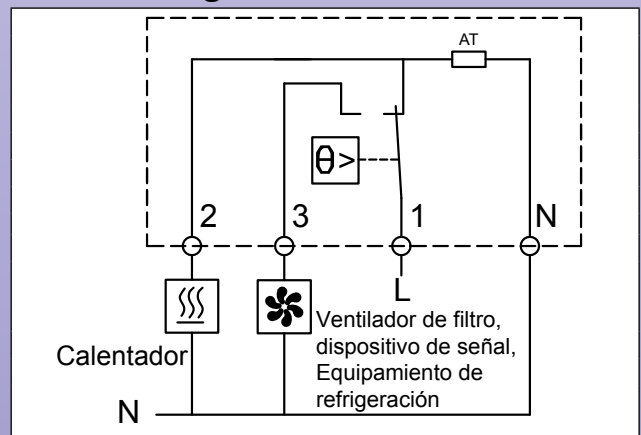 AT
θ>
2
3
1
N
L
Calentador
Ventilador de filtro,
dispositivo de señal,
Equipamiento de
refrigeración
N